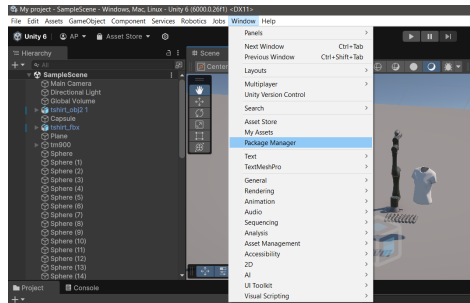 My project - SampleScene - Windows, Mac, Linux - Unity 6 (6000.0.26f1) <DX11>
File Edit Assets GameObject Component Services Robotics Jobs Window Help
Unity 6 AP Asset Store
Hierarchy
Scene
All
Center
SampleScene
Main Camera
Directional Light
Global Volume
tshirt_obj2 1
Capsule
tshirt_fbx
Plane
tm900
Sphere
Sphere (1)
Sphere (2)
Sphere (3)
Sphere (4)
Sphere (5)
Sphere (6)
Sphere (7)
Sphere (8)
Sphere (9)
Sphere (10)
Sphere (11)
Sphere (12)
Sphere (13)
Sphere (14)
Project Console
Panels
Next Window Ctrl+Tab
Previous Window Ctrl+Shift+Tab
Layouts
Multiplayer
Unity Version Control
Search
Asset Store
My Assets
Package Manager
Text
TextMeshPro
General
Rendering
Animation
Audio
Sequencing
Analysis
Asset Management
Accessibility
2D
AI
UI Toolkit
Visual Scripting